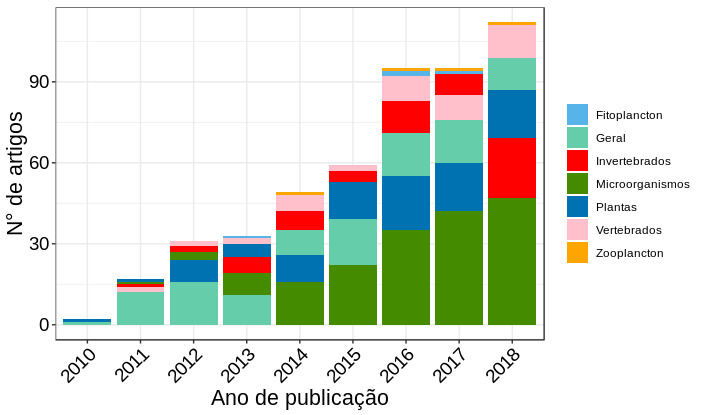 N° de artigos
90
60
30
0
2010 2011 2012 2013 2014 2015 2016 2017 2018
Ano de publicação
Fitoplancton
Geral
Invertebrados
Microorganismos
Plantas
Vertebrados
Zooplancton